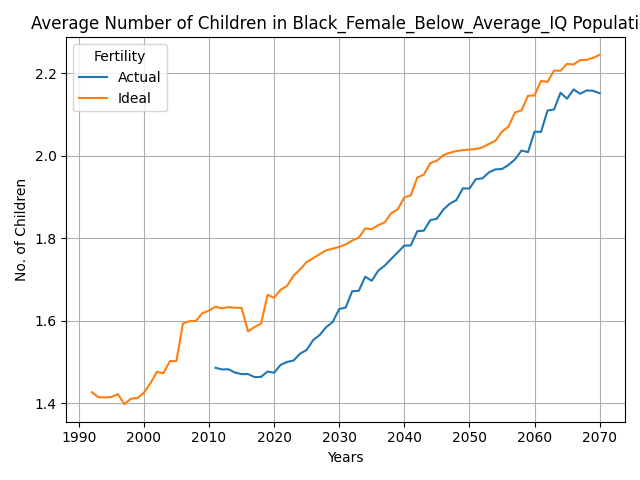 Average Number of Children in Black_Female_Below_Average_IQ Populati
Fertility
Actual
Ideal
2.2
2.0
1.8
1.6
1.4
No. of Children
1990 2000 2010 2020 2030 2040 2050 2060 2070
Years